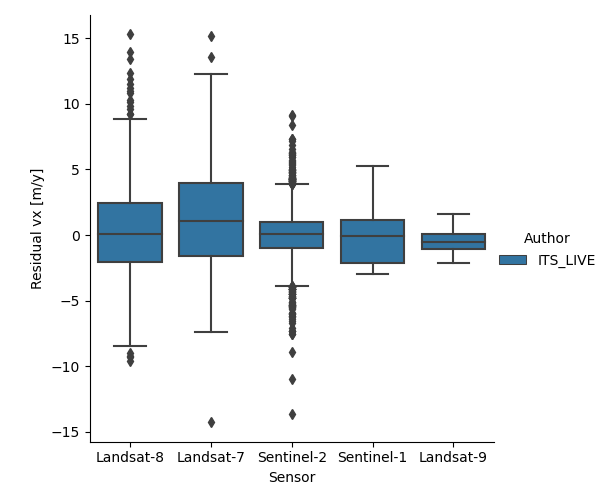 15
10
5
0
−5
−10
−15
Residual vx [m/y]
Landsat-8 Landsat-7 Sentinel-2 Sentinel-1 Landsat-9
Sensor
Author
ITS_LIVE